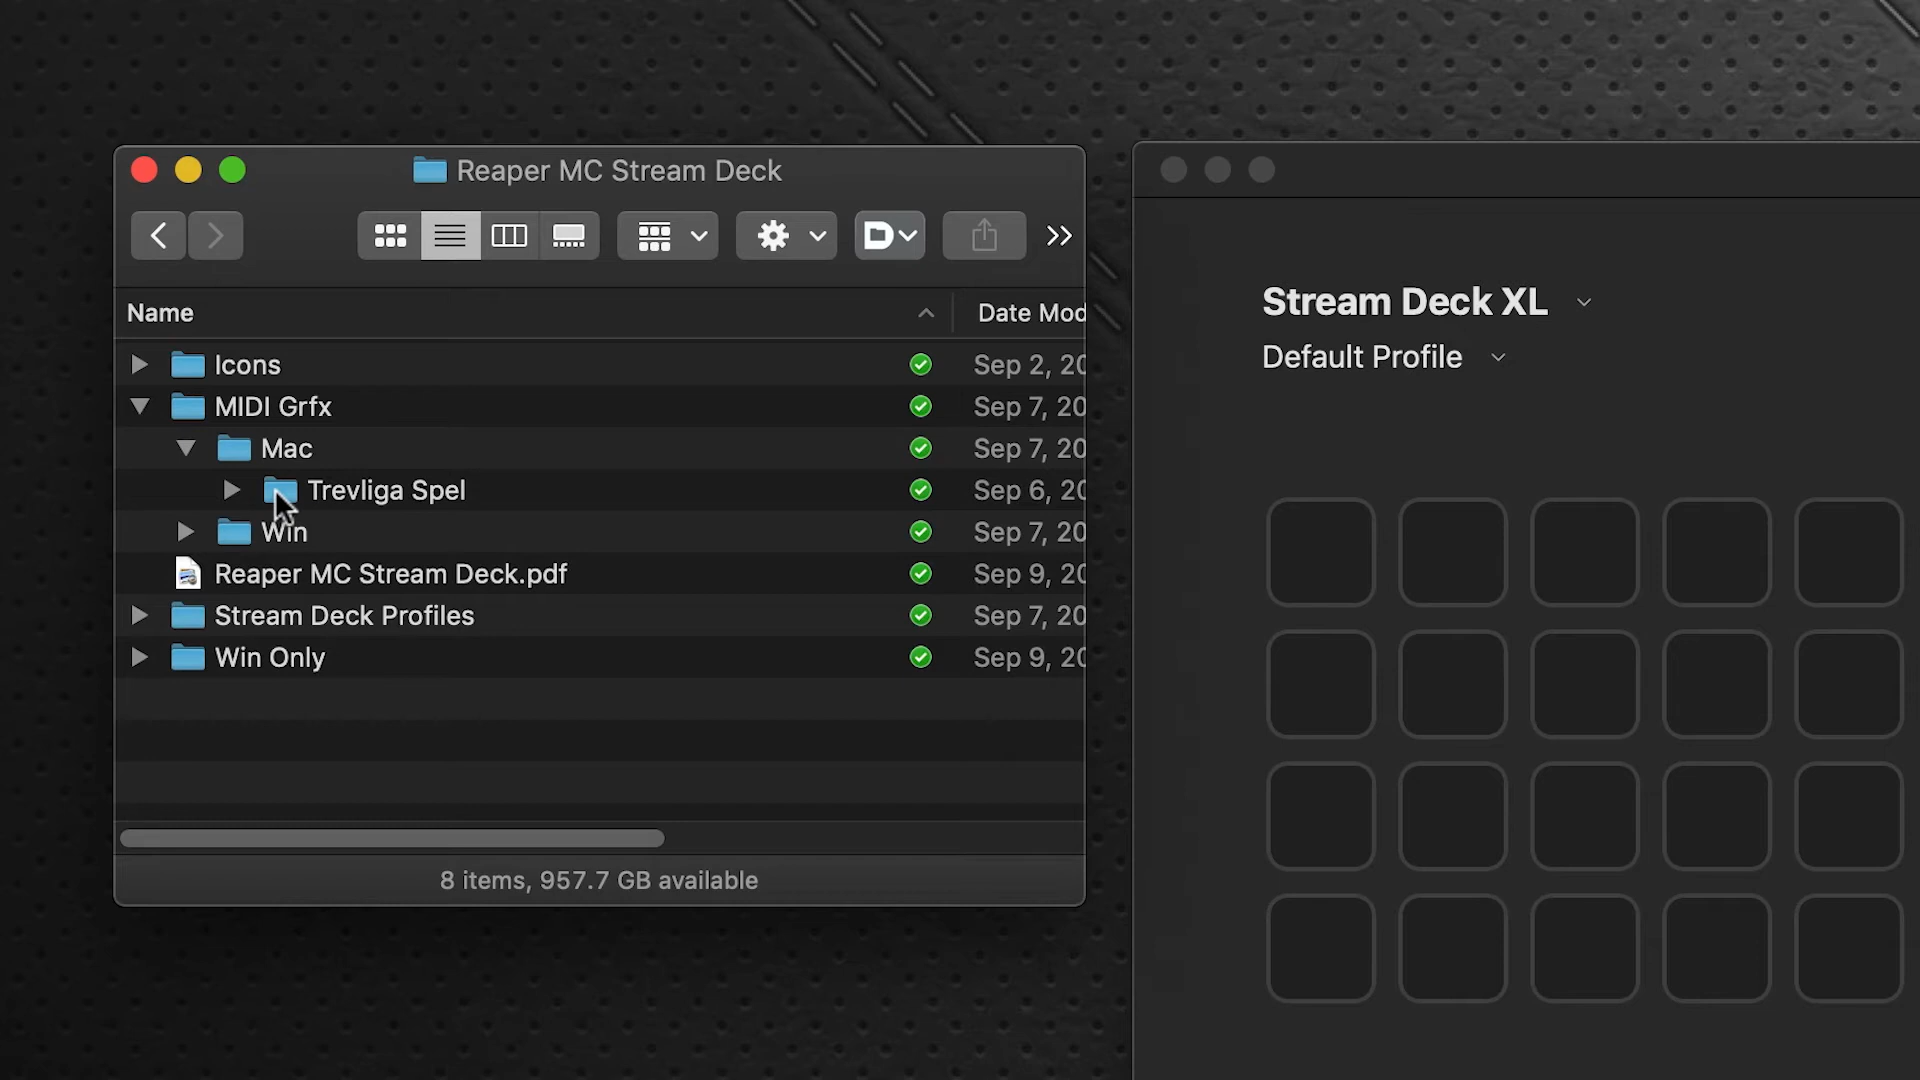 Reaper MC Stream Deck
Name
Date Mod
Icons
Sep 2, 20
MIDI Grfx
Sep 7, 20
Mac
Sep 7, 20
Trevliga Spel
Sep 6, 20
Win
Sep 7, 20
Reaper MC Stream Deck.pdf
Sep 9, 20
Stream Deck Profiles
Sep 7, 20
Win Only
Sep 9, 20
8 items, 957.7 GB available
Stream Deck XL
Default Profile